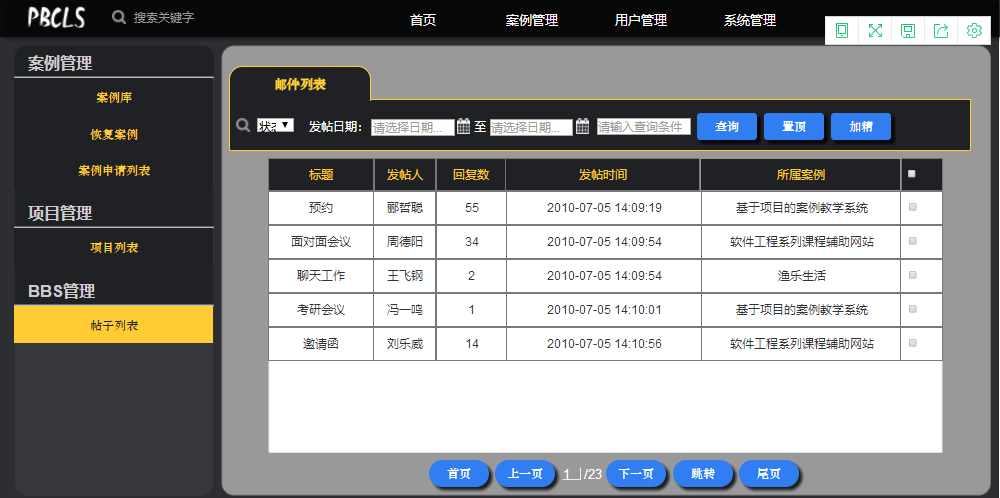 PBCLS 搜索关键字 首页 案例管理 用户管理 系统管理
案例管理
案例库
恢复案例
案例申请列表
项目管理
项目列表
BBS管理
帖子列表
邮件列表
状态 发帖日期： 请选择日期... 至 请选择日期... 请输入查询条件 查询 置顶 加精
标题 发帖人 回复数 发帖时间 所属案例
预约 郦哲聪 55 2010-07-05 14:09:19 基于项目的案例教学系统
面对面会议 周德阳 34 2010-07-05 14:09:54 软件工程系列课程辅助网站
聊天工作 王飞钢 2 2010-07-05 14:09:54 渔乐生活
考研会议 冯一鸣 1 2010-07-05 14:10:01 基于项目的案例教学系统
邀请函 刘乐威 14 2010-07-05 14:10:56 软件工程系列课程辅助网站
首页 上一页 1 /23 下一页 跳转 尾页